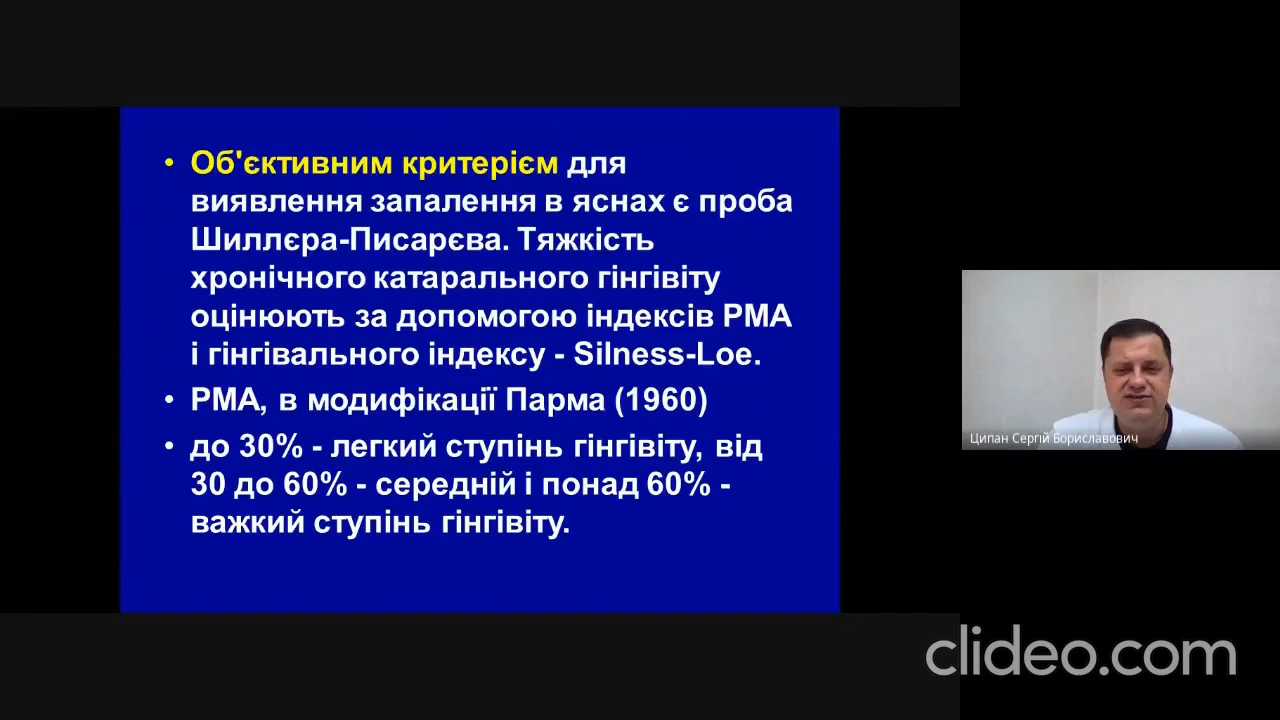 • Об'єктивним критерієм для
виявлення запалення в яснах є проба
Шиллєра-Писарєва. Тяжкість
хронічного катарального гінгівіту
оцінюють за допомогою індексів РМА
і гінгівального індексу - Silness-Loe.
• РМА, в модифікації Парма (1960)
• до 30% - легкий ступінь гінгівіту, від
30 до 60% - середній і понад 60% -
важкий ступінь гінгівіту.
Ципан Сергій Бориславович
clideo.com